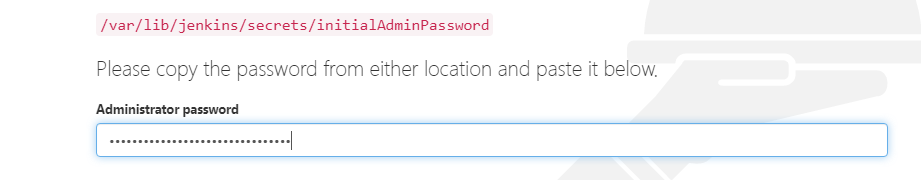 /var/lib/jenkins/secrets/initialAdminPassword
Please copy the password from either location and paste it below.
Administrator password
••••••••••••••••••••••••••••••••